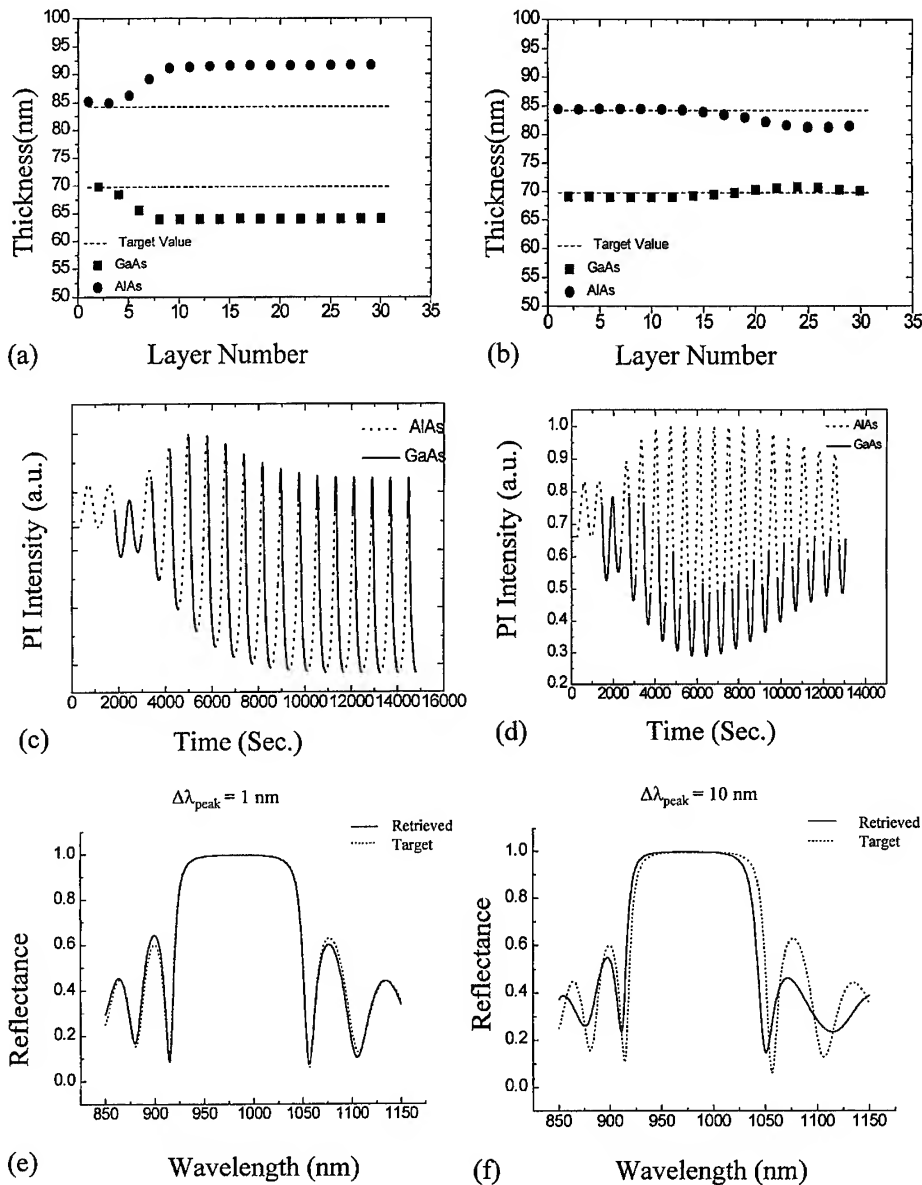 100
95
90
85
80
75
70
65
60
55
50
Thickness(nm)
Target Value
GaAs
AlAs
0 5 10 15 20 25 30 35
(a) Layer Number
100
95
90
85
80
75
70
65
60
55
50
Thickness(nm)
Target Value
GaAs
AlAs
0 5 10 15 20 25 30 35
(b) Layer Number
PI Intensity (a.u.)
AlAs
GaAs
0 2000 4000 6000 8000 10000 12000 14000 16000
(c) Time (Sec.)
1.0
0.9
0.8
0.7
0.6
0.5
0.4
0.3
0.2
PI Intensity (a.u.)
AlAs
GaAs
0 2000 4000 6000 8000 10000 12000 14000
(d) Time (Sec.)
Δλpeak = 1 nm
Retrieved
Target
1.0
0.8
0.6
0.4
0.2
0.0
Reflectance
850 900 950 1000 1050 1100 1150
(e) Wavelength (nm)
Δλpeak = 10 nm
Retrieved
Target
1.0
0.8
0.6
0.4
0.2
0.0
Reflectance
850 900 950 1000 1050 1100 1150
(f) Wavelength (nm)